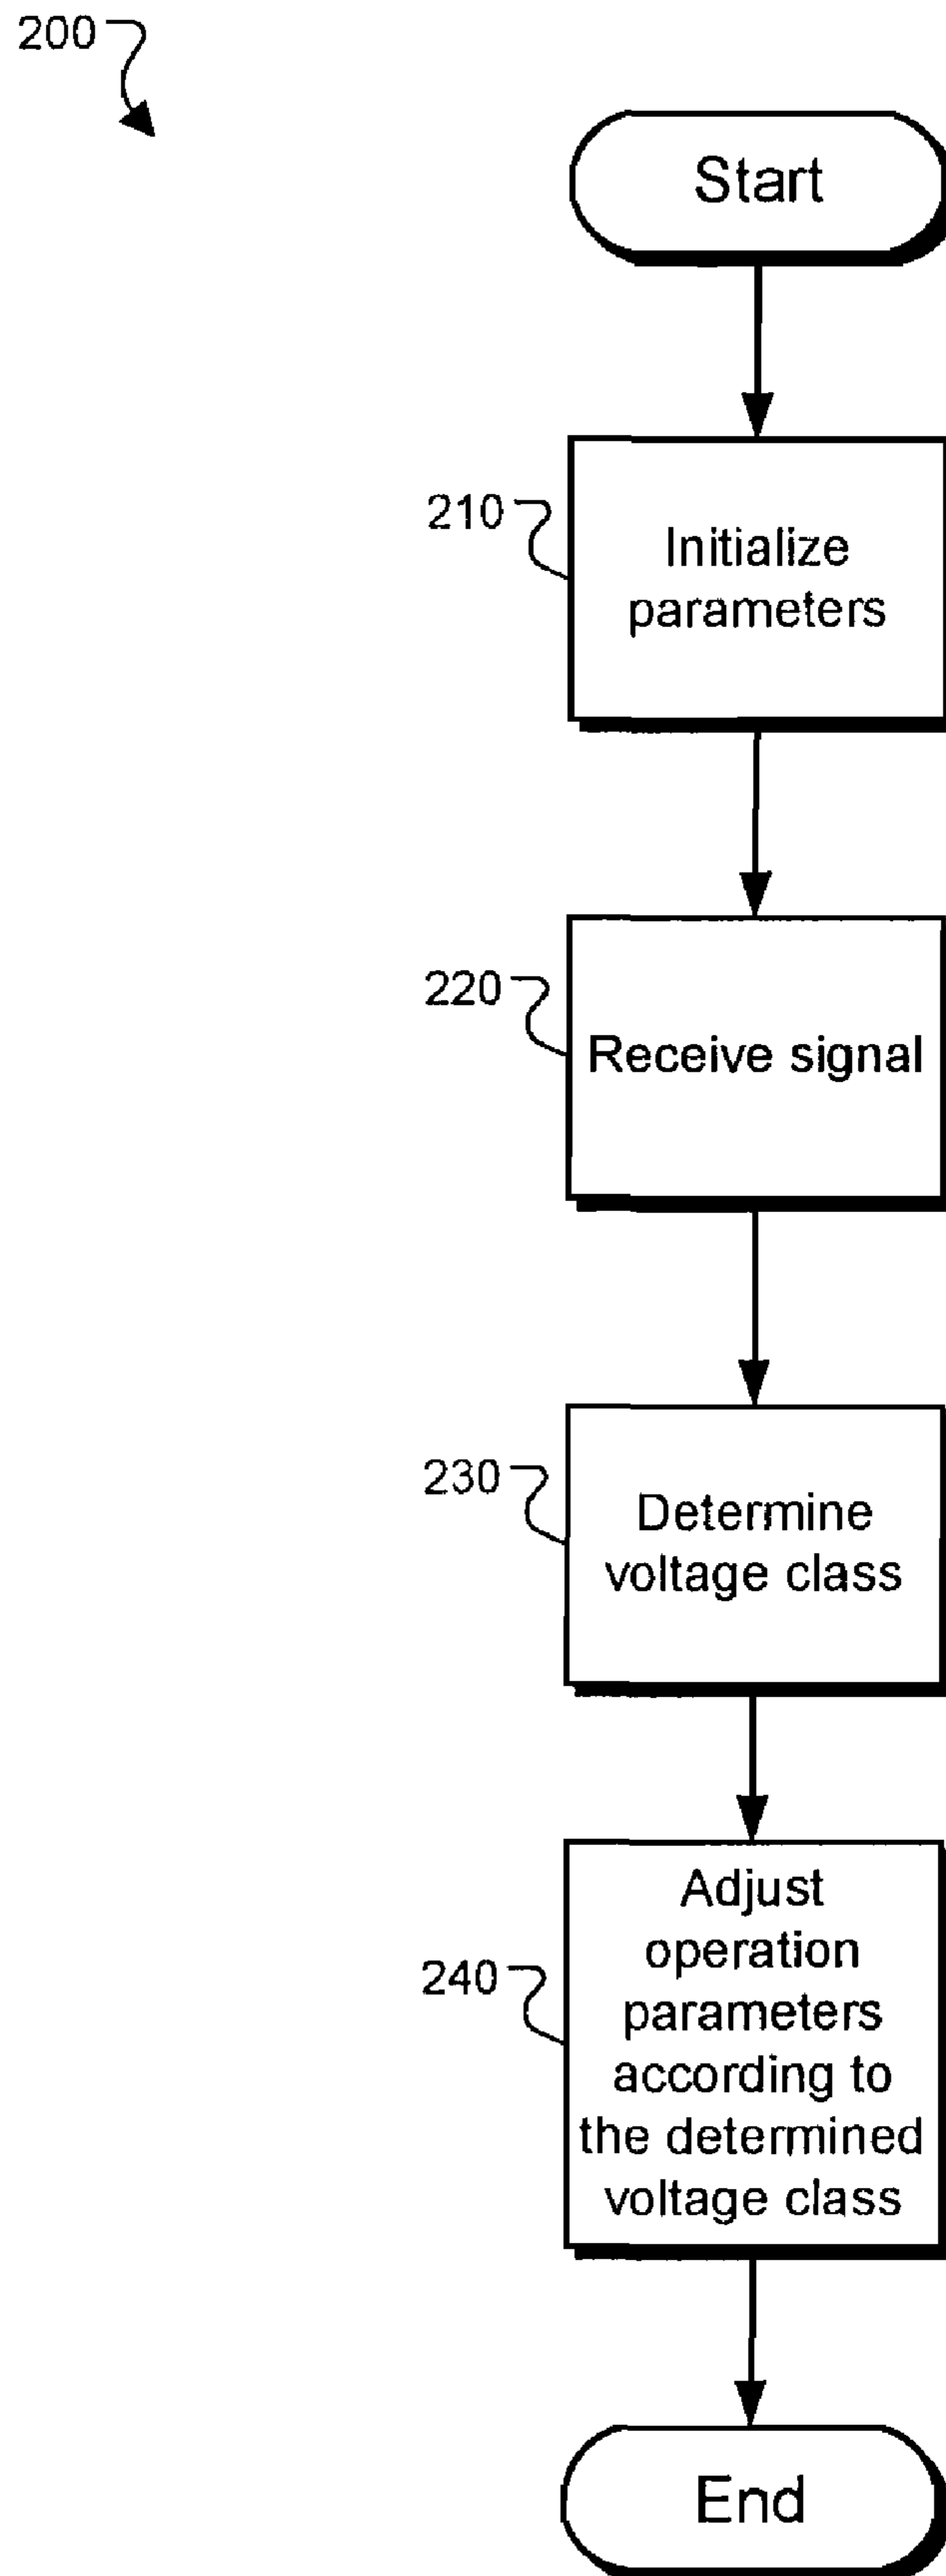 200
Start
210
Initialize
parameters
220
Receive signal
230
Determine
voltage class
240
Adjust
operation
parameters
according to
the determined
voltage class
End